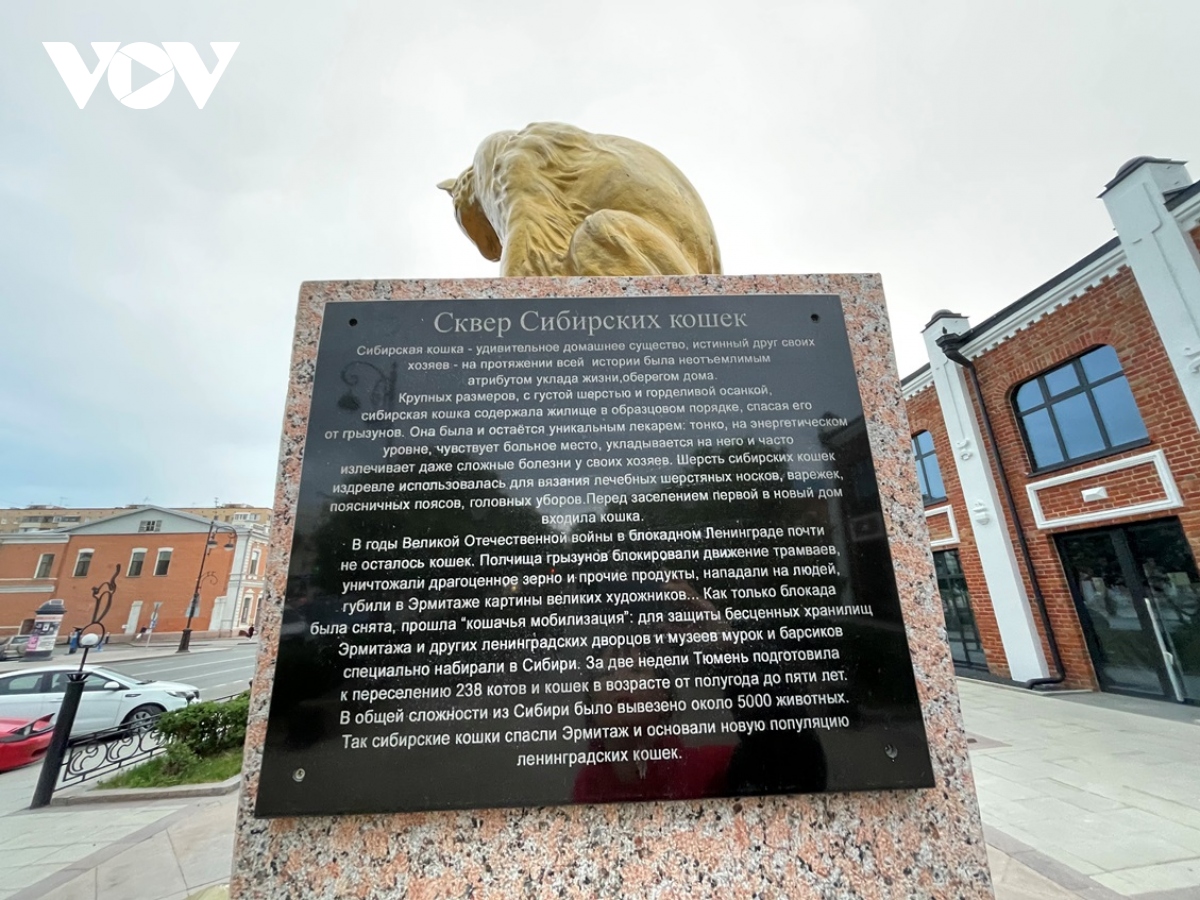 VOV
Сквер Сибирских кошек
Сибирская кошка - удивительное домашнее существо, истинный друг своих
хозяев - на протяжении всей истории была неотъемлимым
атрибутом уклада жизни,оберегом дома.
Крупных размеров, с густой шерстью и горделивой осанкой,
сибирская кошка содержала жилище в образцовом порядке, спасая его
от грызунов. Она была и остаётся уникальным лекарем: тонко, на энергетическом
уровне, чувствует больное место, укладывается на него и часто
излечивает даже сложные болезни у своих хозяев. Шерсть сибирских кошек
издревле использовалась для вязания лечебных шерстяных носков, варежек,
поясничных поясов, головных уборов.Перед заселением первой в новый дом
входила кошка.
В годы Великой Отечественной войны в блокадном Ленинграде почти
не осталось кошек. Полчища грызунов блокировали движение трамваев,
уничтожали драгоценное зерно и прочие продукты, нападали на людей,
губили в Эрмитаже картины великих художников... Как только блокада
была снята, прошла "кошачья мобилизация": для защиты бесценных хранилищ
Эрмитажа и других ленинградских дворцов и музеев мурок и барсиков
специально набирали в Сибири. За две недели Тюмень подготовила
к переселению 238 котов и кошек в возрасте от полугода до пяти лет.
В общей сложности из Сибири было вывезено около 5000 животных.
Так сибирские кошки спасли Эрмитаж и основали новую популяцию
ленинградских кошек.